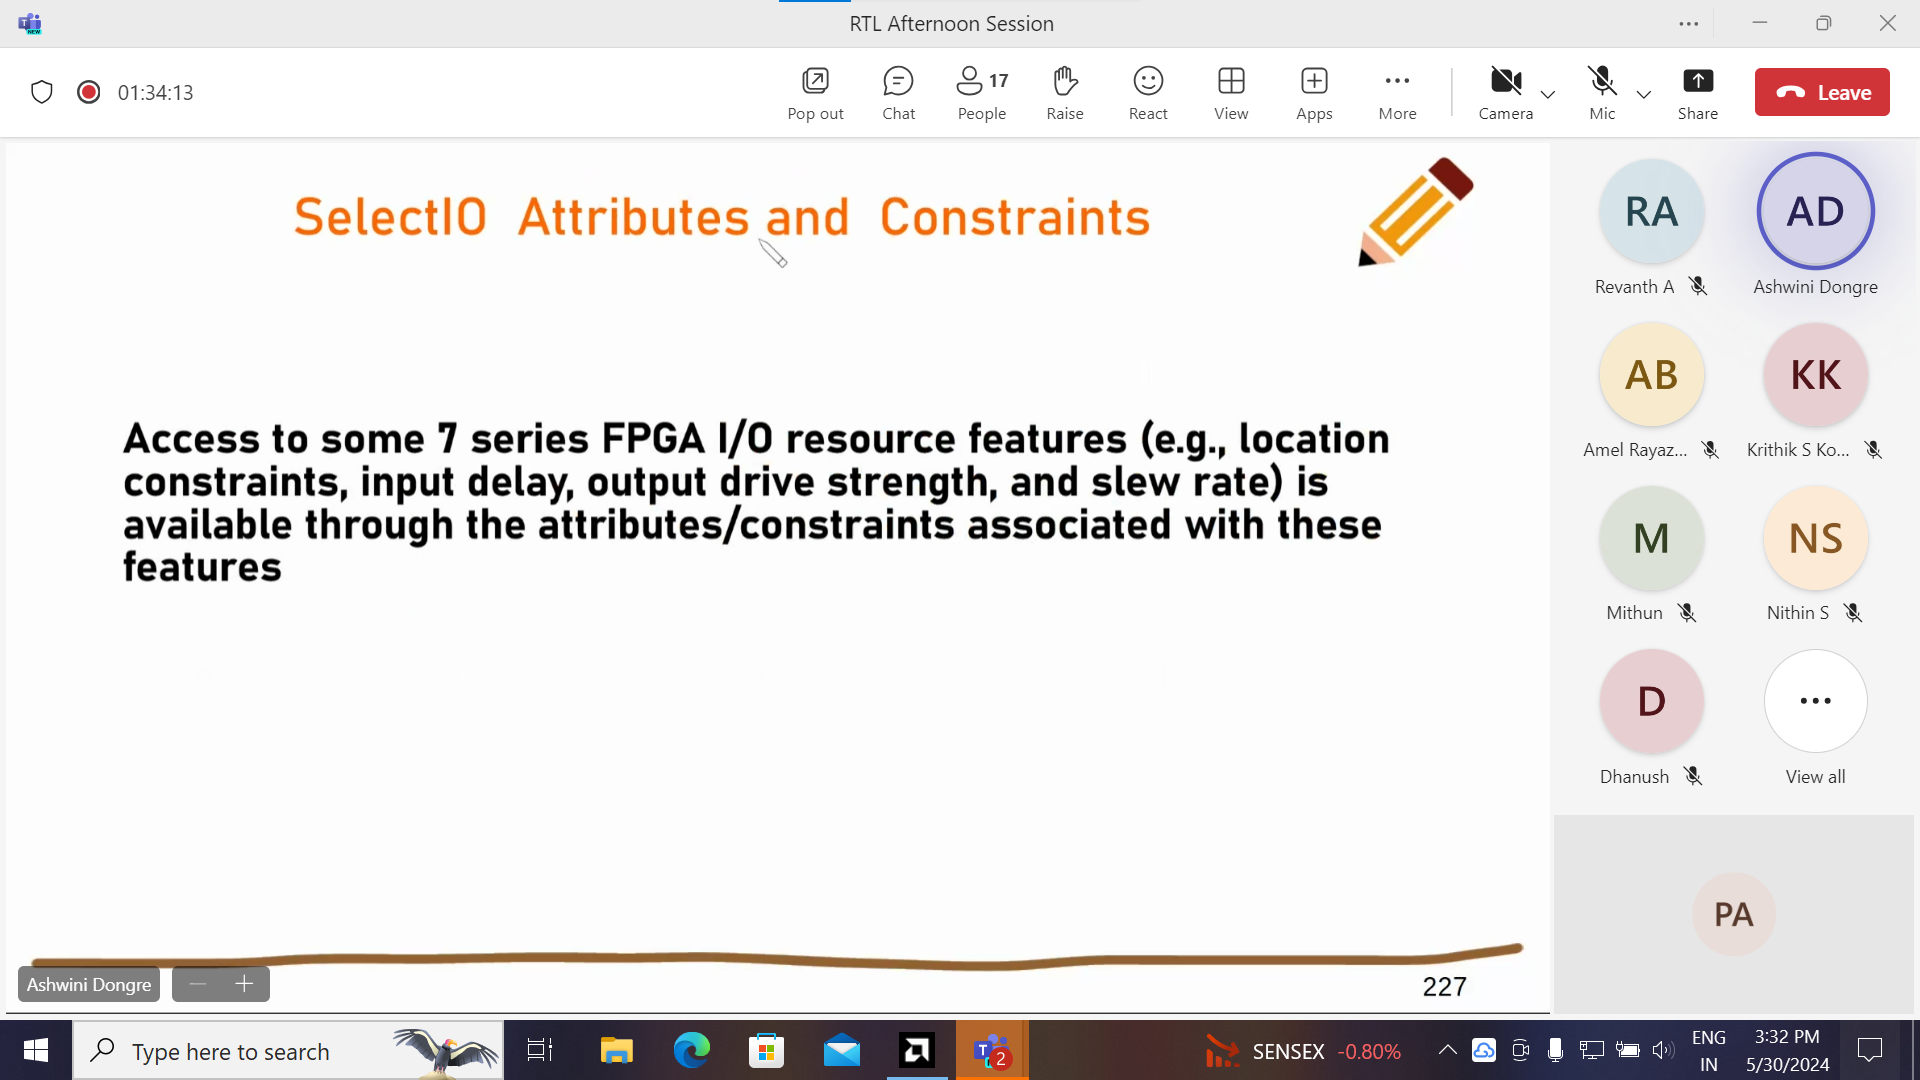 RTL Afternoon Session
NEW
01:34:13
Pop out
Chat
17
People
Raise
React
View
Apps
More
Camera
Mic
Share
Leave
SelectIO Attributes and Constraints
Access to some 7 series FPGA I/O resource features (e.g., location
constraints, input delay, output drive strength, and slew rate) is
available through the attributes/constraints associated with these
features
227
Ashwini Dongre
RA
Revanth A
AD
Ashwini Dongre
AB
Amel Rayaz...
KK
Krithik S Ko...
M
Mithun
NS
Nithin S
D
Dhanush
View all
PA
Type here to search
2
SENSEX -0.80%
ENG
IN
3:32 PM
5/30/2024